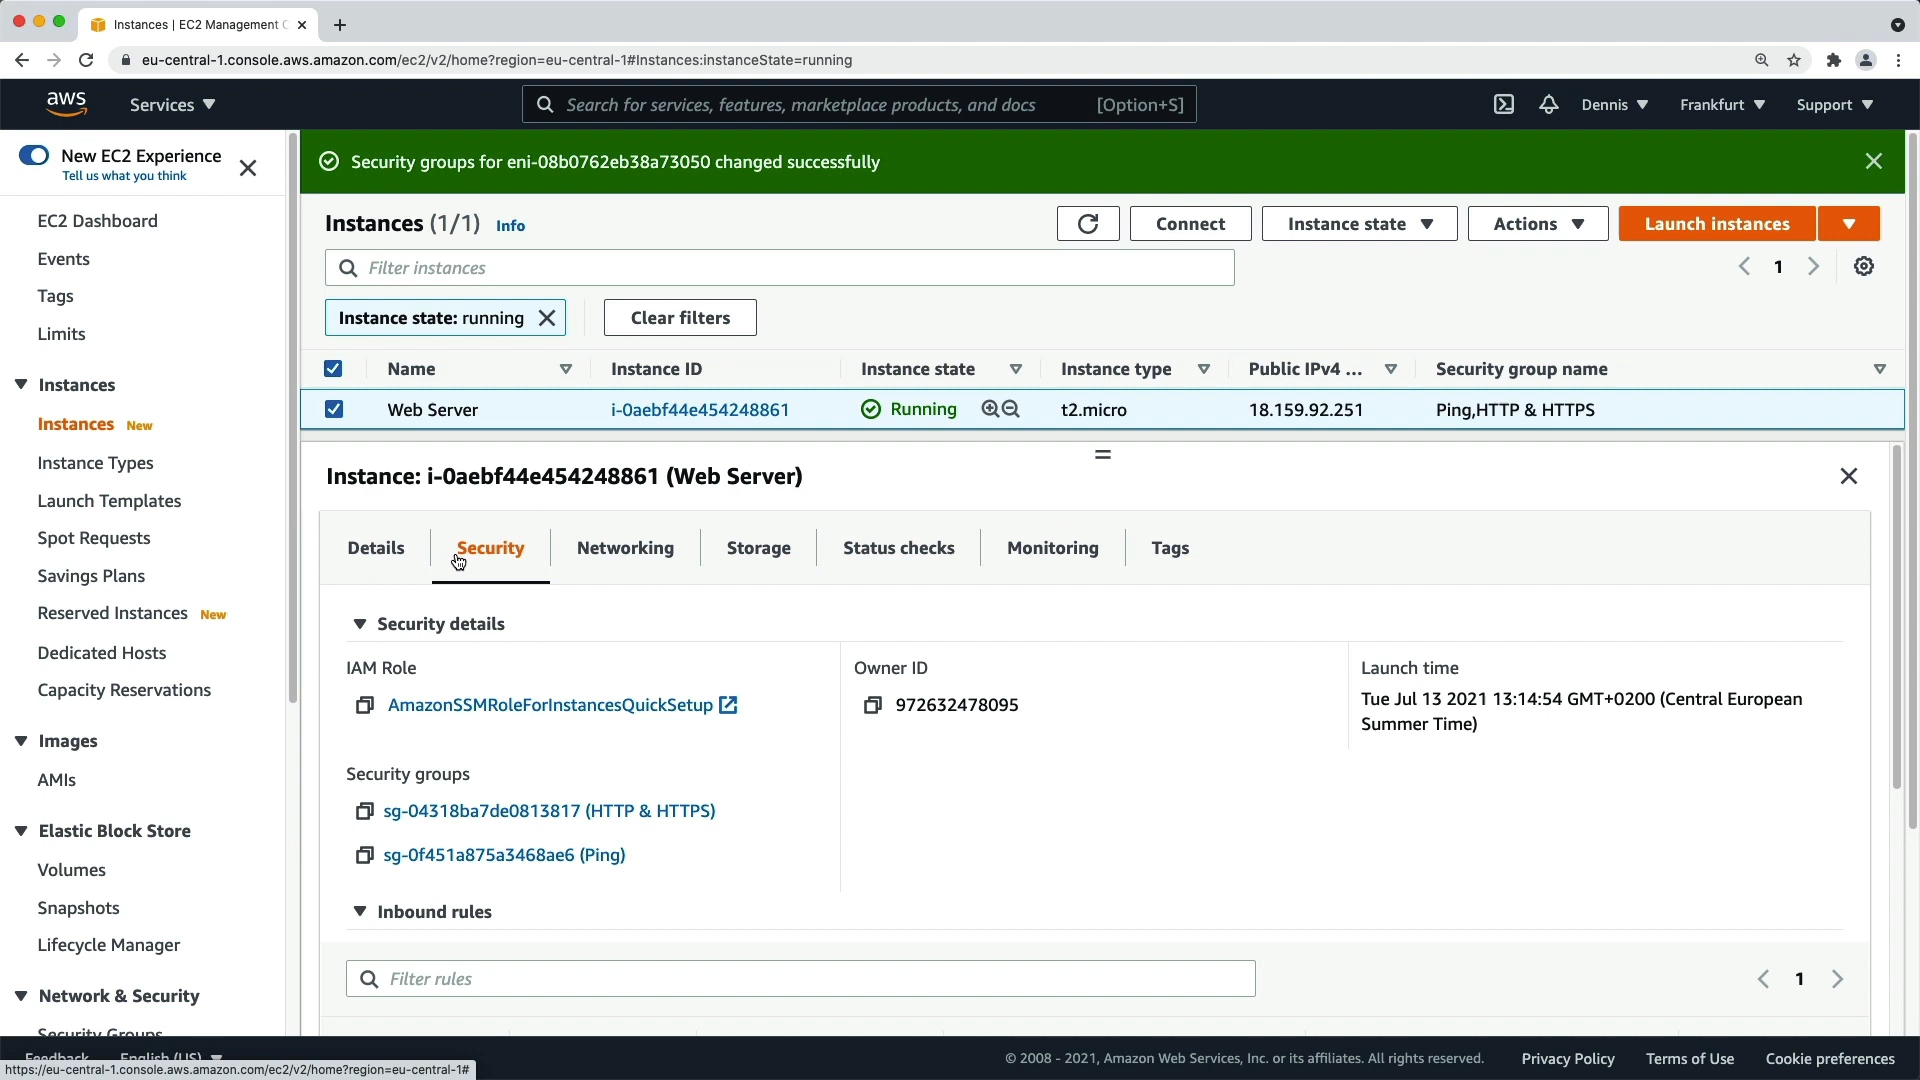 Instances | EC2 Management C
eu-central-1.console.aws.amazon.com/ec2/v2/home?region=eu-central-1#Instances:instanceState=running
aws
Services
Search for services, features, marketplace products, and docs
[Option+S]
Dennis
Frankfurt
Support
New EC2 Experience
Tell us what you think
EC2 Dashboard
Events
Tags
Limits
Instances
Instances New
Instance Types
Launch Templates
Spot Requests
Savings Plans
Reserved Instances New
Dedicated Hosts
Capacity Reservations
Images
AMIs
Elastic Block Store
Volumes
Snapshots
Lifecycle Manager
Network & Security
Security Groups
Security groups for eni-08b0762eb38a73050 changed successfully
Instances (1/1) Info
Connect
Instance state
Actions
Launch instances
Filter instances
1
Instance state: running
Clear filters
Name
Instance ID
Instance state
Instance type
Public IPv4 ...
Security group name
Web Server
i-0aebf44e454248861
Running
t2.micro
18.159.92.251
Ping,HTTP & HTTPS
Instance: i-0aebf44e454248861 (Web Server)
Details
Security
Networking
Storage
Status checks
Monitoring
Tags
Security details
IAM Role
AmazonSSMRoleForInstancesQuickSetup
Owner ID
972632478095
Launch time
Tue Jul 13 2021 13:14:54 GMT+0200 (Central European
Summer Time)
Security groups
sg-04318ba7de0813817 (HTTP & HTTPS)
sg-0f451a875a3468ae6 (Ping)
Inbound rules
Filter rules
1
Feedback
English (US)
© 2008 - 2021, Amazon Web Services, Inc. or its affiliates. All rights reserved.
Privacy Policy
Terms of Use
Cookie preferences
https://eu-central-1.console.aws.amazon.com/ec2/v2/home?region=eu-central-1#